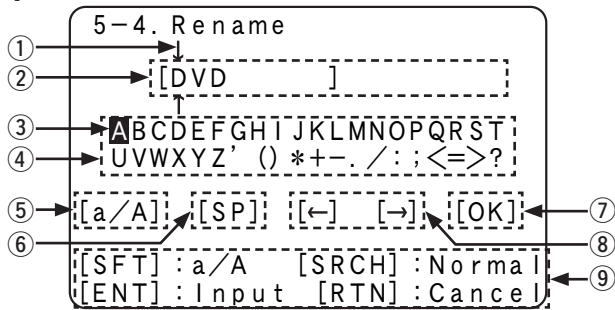 5-4. Rename
①
② [DVD ]
③ ABCDEFGHIJKLMNOPQRST
④ UVWXYZ’ () *+-. /: ; <=>?
⑤ [a/A] [SP] [←] [→] [OK] ⑦
⑥ ⑧
[SFT] : a/A [SRCH] : Normal ⑨
[ENT] : Input [RTN] : Cancel